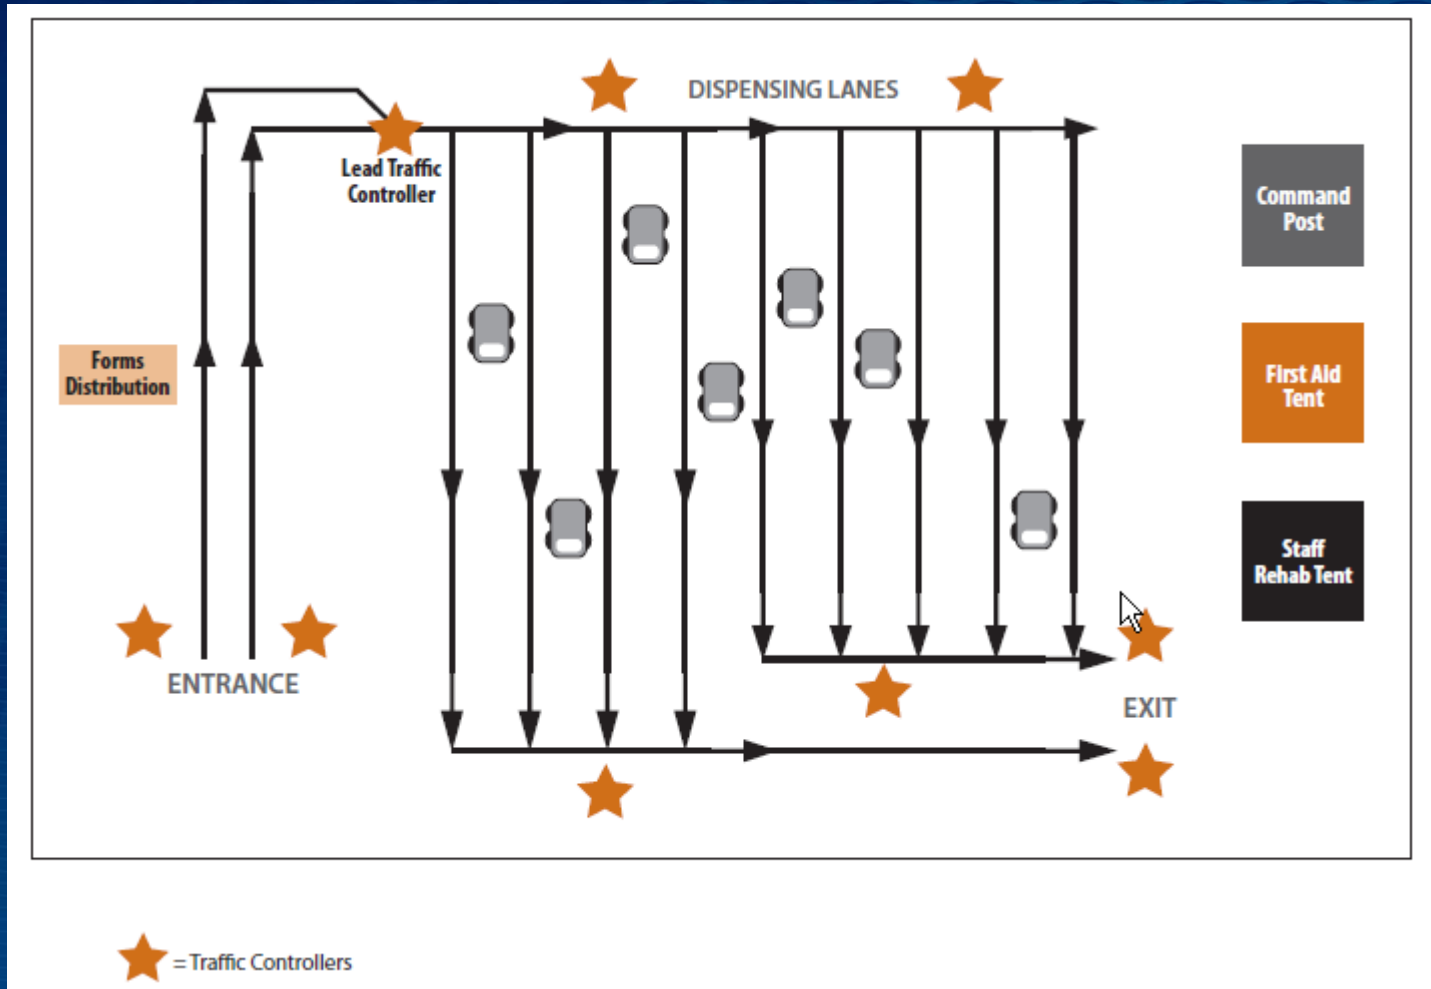 DISPENSING LANES
Lead Traffic
Controller
Command
Post
Forms
Distribution
First Aid
Tent
Staff
Rehab Tent
ENTRANCE
EXIT
= Traffic Controllers